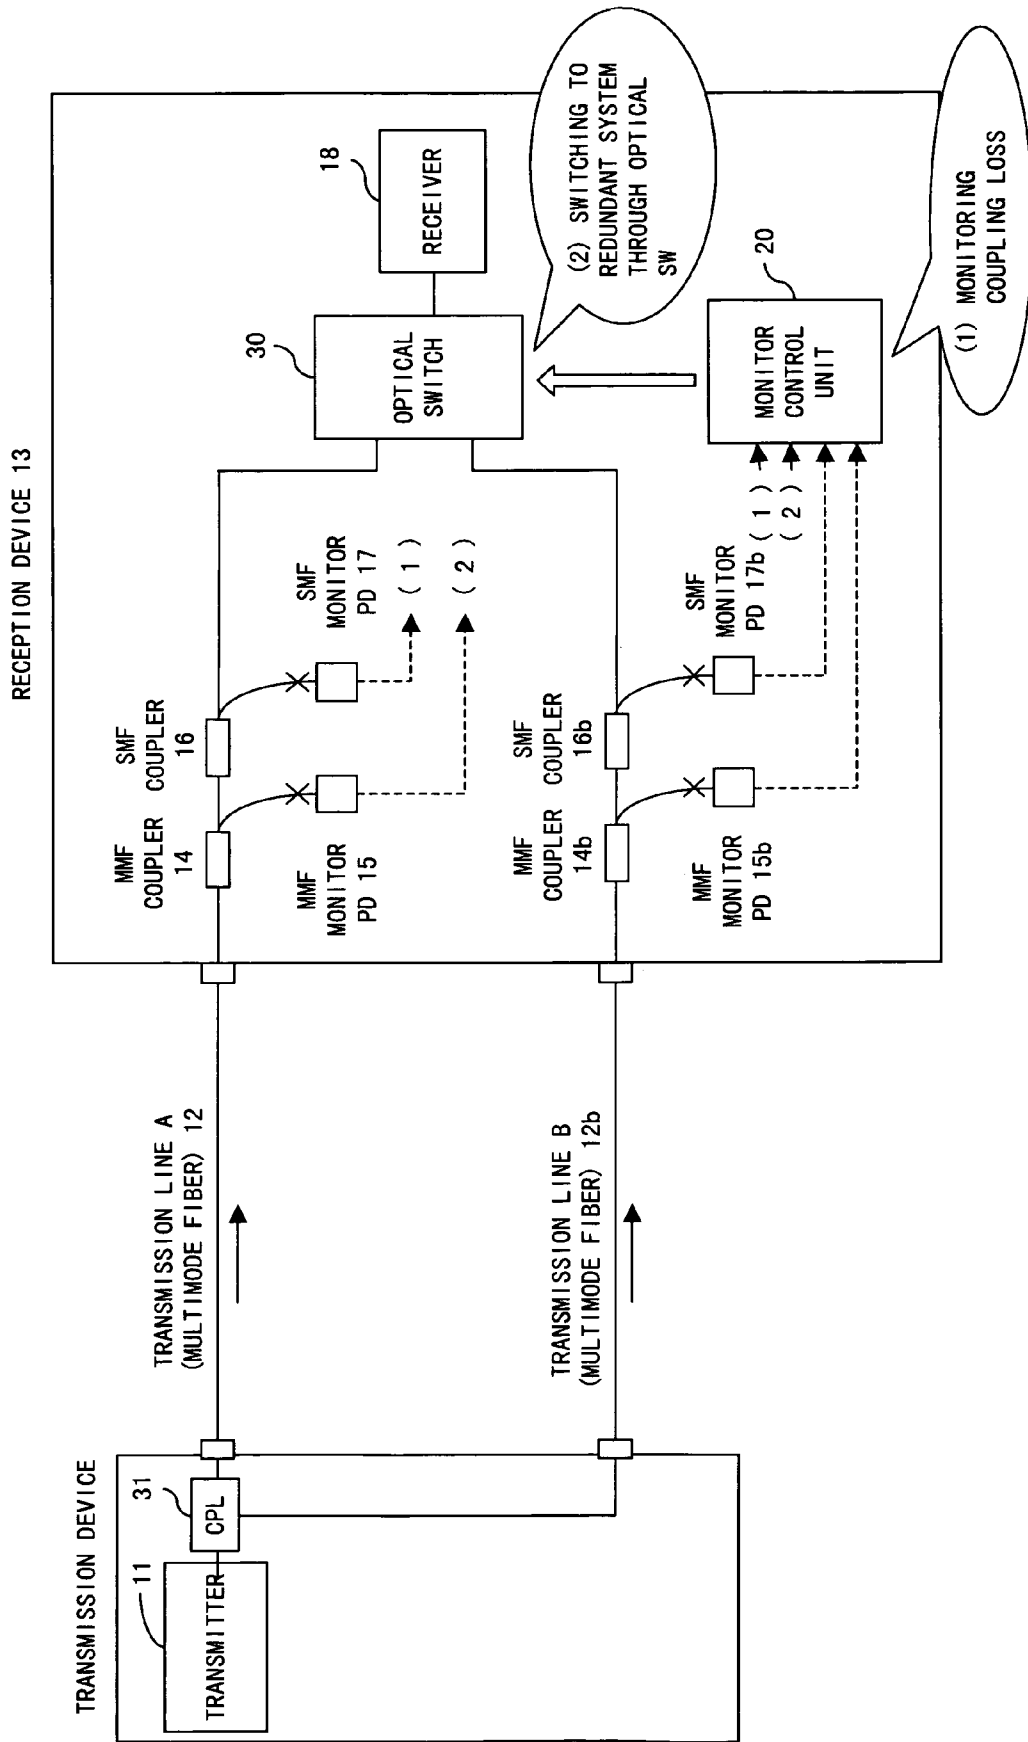 TRANSMISSION DEVICE
11
TRANSMITTER
31
CPL
TRANSMISSION LINE A
(MULTIMODE FIBER) 12
TRANSMISSION LINE B
(MULTIMODE FIBER) 12b
RECEPTION DEVICE 13
MMF
COUPLER
14
SMF
COUPLER
16
MMF
MONITOR
PD 15
SMF
MONITOR
PD 17
(1)
(2)
MMF
COUPLER
14b
SMF
COUPLER
16b
MMF
MONITOR
PD 15b
SMF
MONITOR
PD 17b
(1)
(2)
30
OPTICAL
SWITCH
18
RECEIVER
(2) SWITCHING TO
REDUNDANT SYSTEM
THROUGH OPTICAL
SW
20
MONITOR
CONTROL
UNIT
(1) MONITORING
COUPLING LOSS